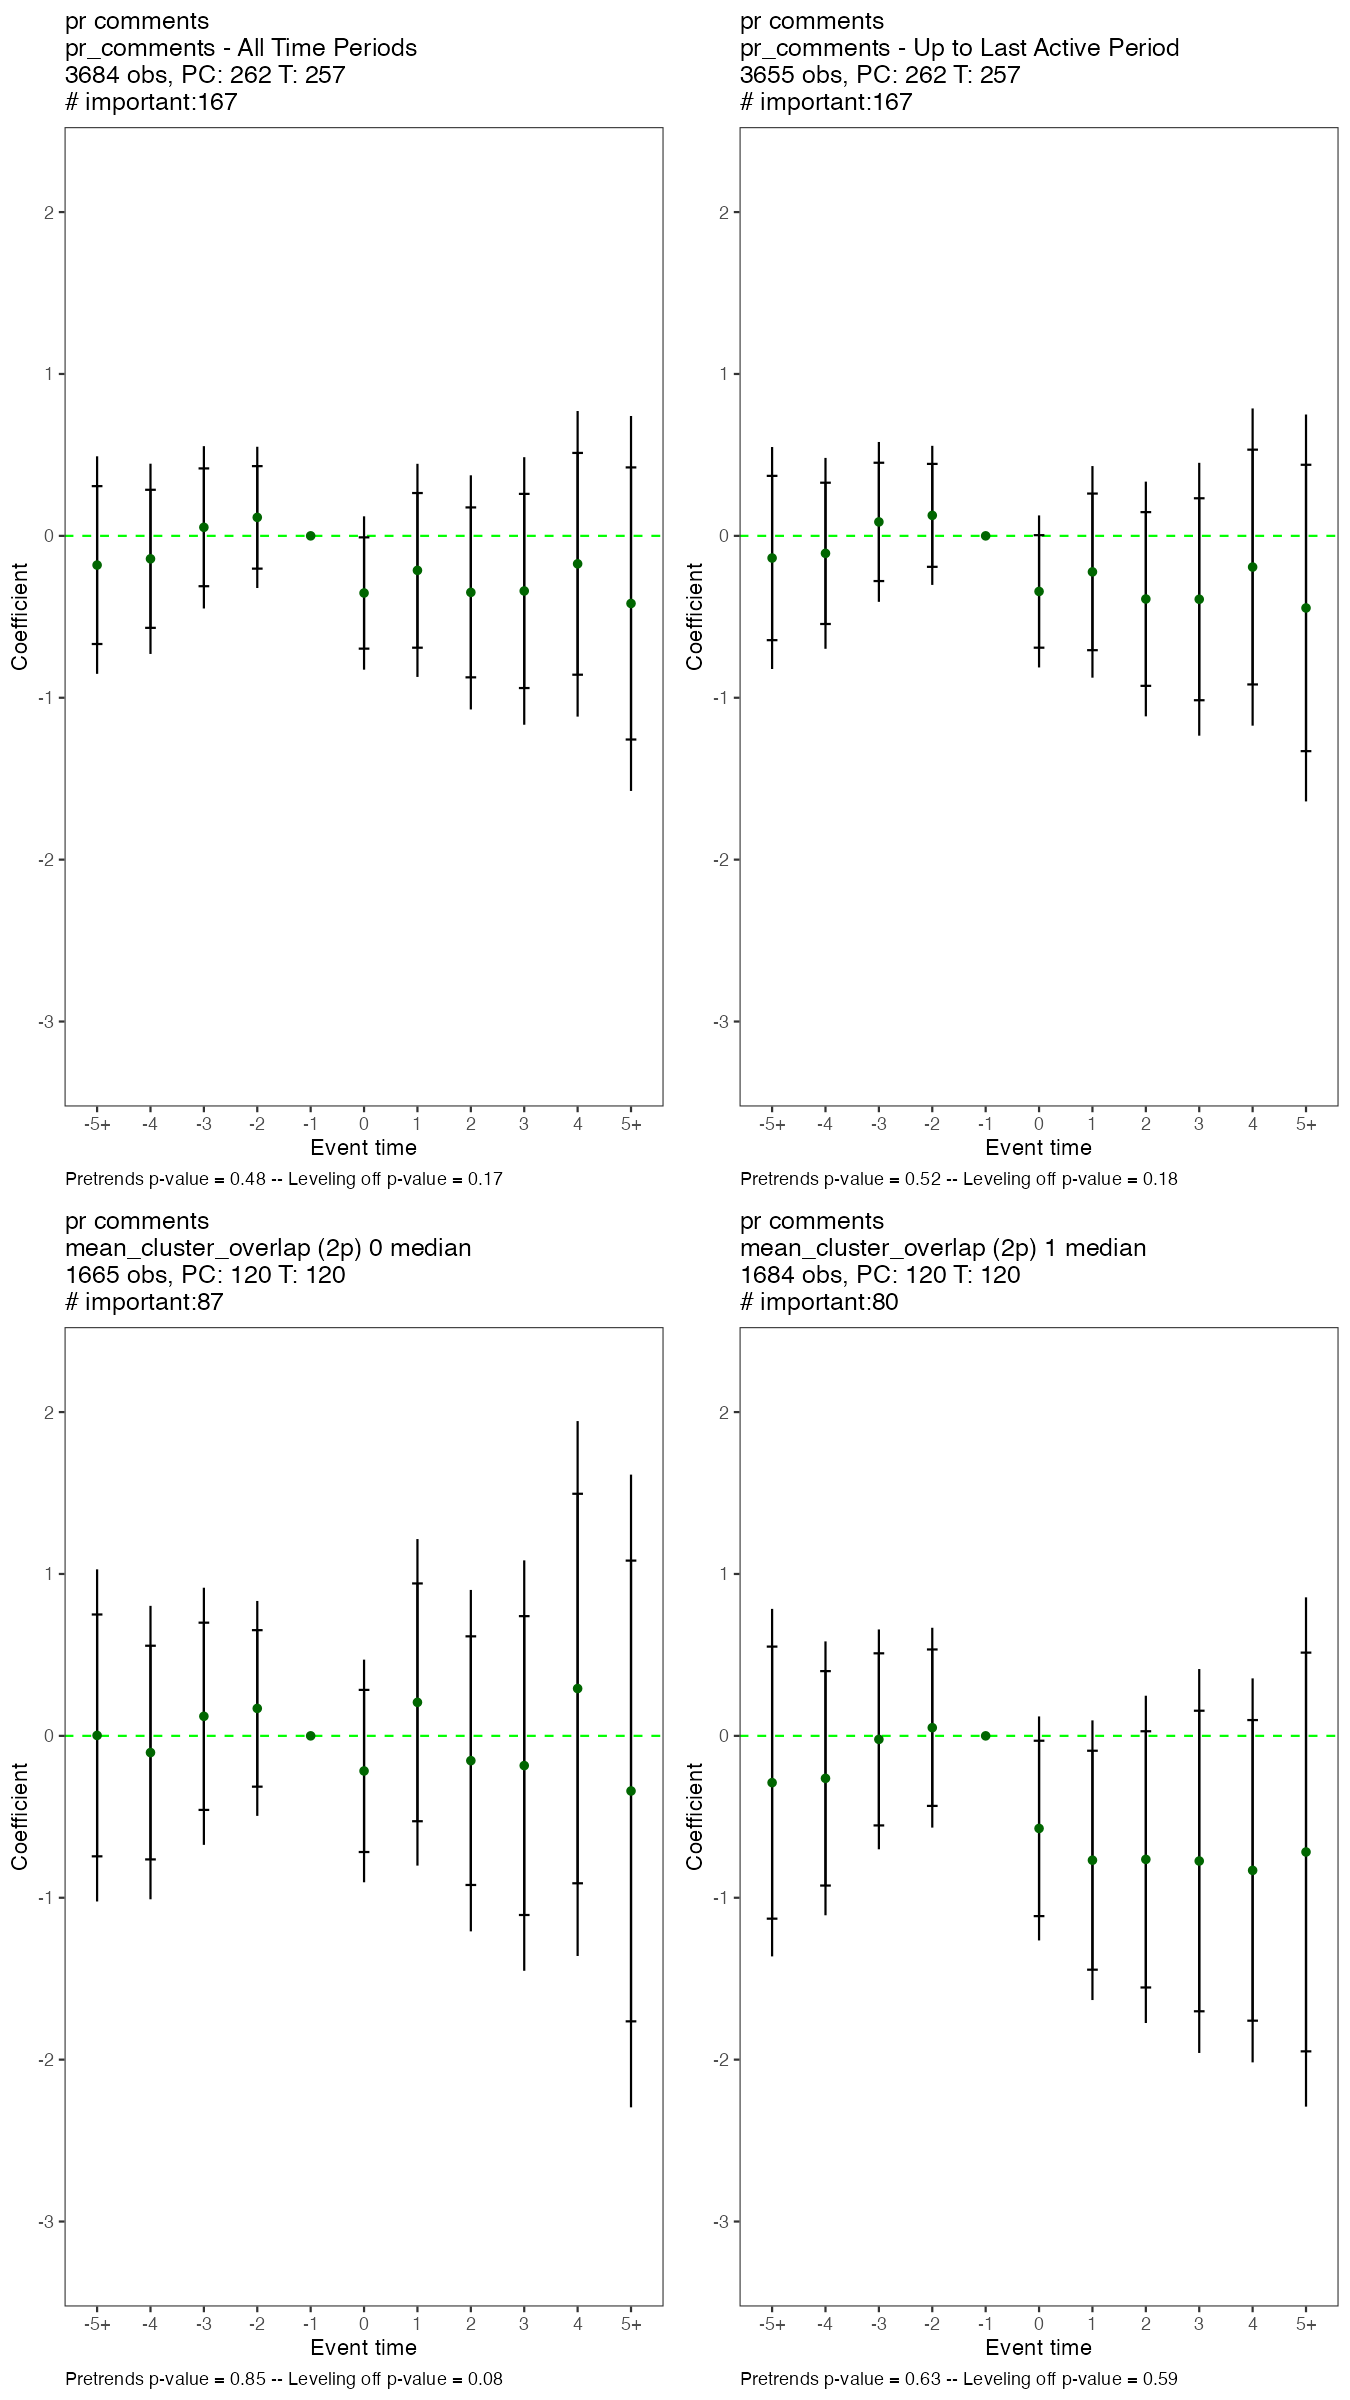 pr comments
pr_comments - All Time Periods
3684 obs, PC: 262 T: 257
# important:167
2
1
0
-1
-2
-3
Coefficient
-5+ -4 -3 -2 -1 0 1 2 3 4 5+
Event time
Pretrends p-value = 0.48 -- Leveling off p-value = 0.17
pr comments
pr_comments - Up to Last Active Period
3655 obs, PC: 262 T: 257
# important:167
2
1
0
-1
-2
-3
Coefficient
-5+ -4 -3 -2 -1 0 1 2 3 4 5+
Event time
Pretrends p-value = 0.52 -- Leveling off p-value = 0.18
pr comments
mean_cluster_overlap (2p) 0 median
1665 obs, PC: 120 T: 120
# important:87
2
1
0
-1
-2
-3
Coefficient
-5+ -4 -3 -2 -1 0 1 2 3 4 5+
Event time
Pretrends p-value = 0.85 -- Leveling off p-value = 0.08
pr comments
mean_cluster_overlap (2p) 1 median
1684 obs, PC: 120 T: 120
# important:80
2
1
0
-1
-2
-3
Coefficient
-5+ -4 -3 -2 -1 0 1 2 3 4 5+
Event time
Pretrends p-value = 0.63 -- Leveling off p-value = 0.59